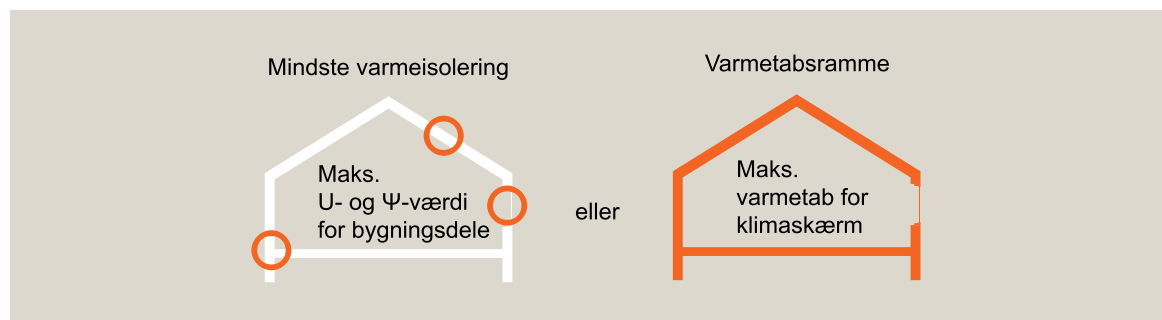 Mindste varmeisolering
Maks.
U- og Ψ-værdi
for bygningsdele
eller
Varmetabsramme
Maks.
varmetab for
klimaskærm